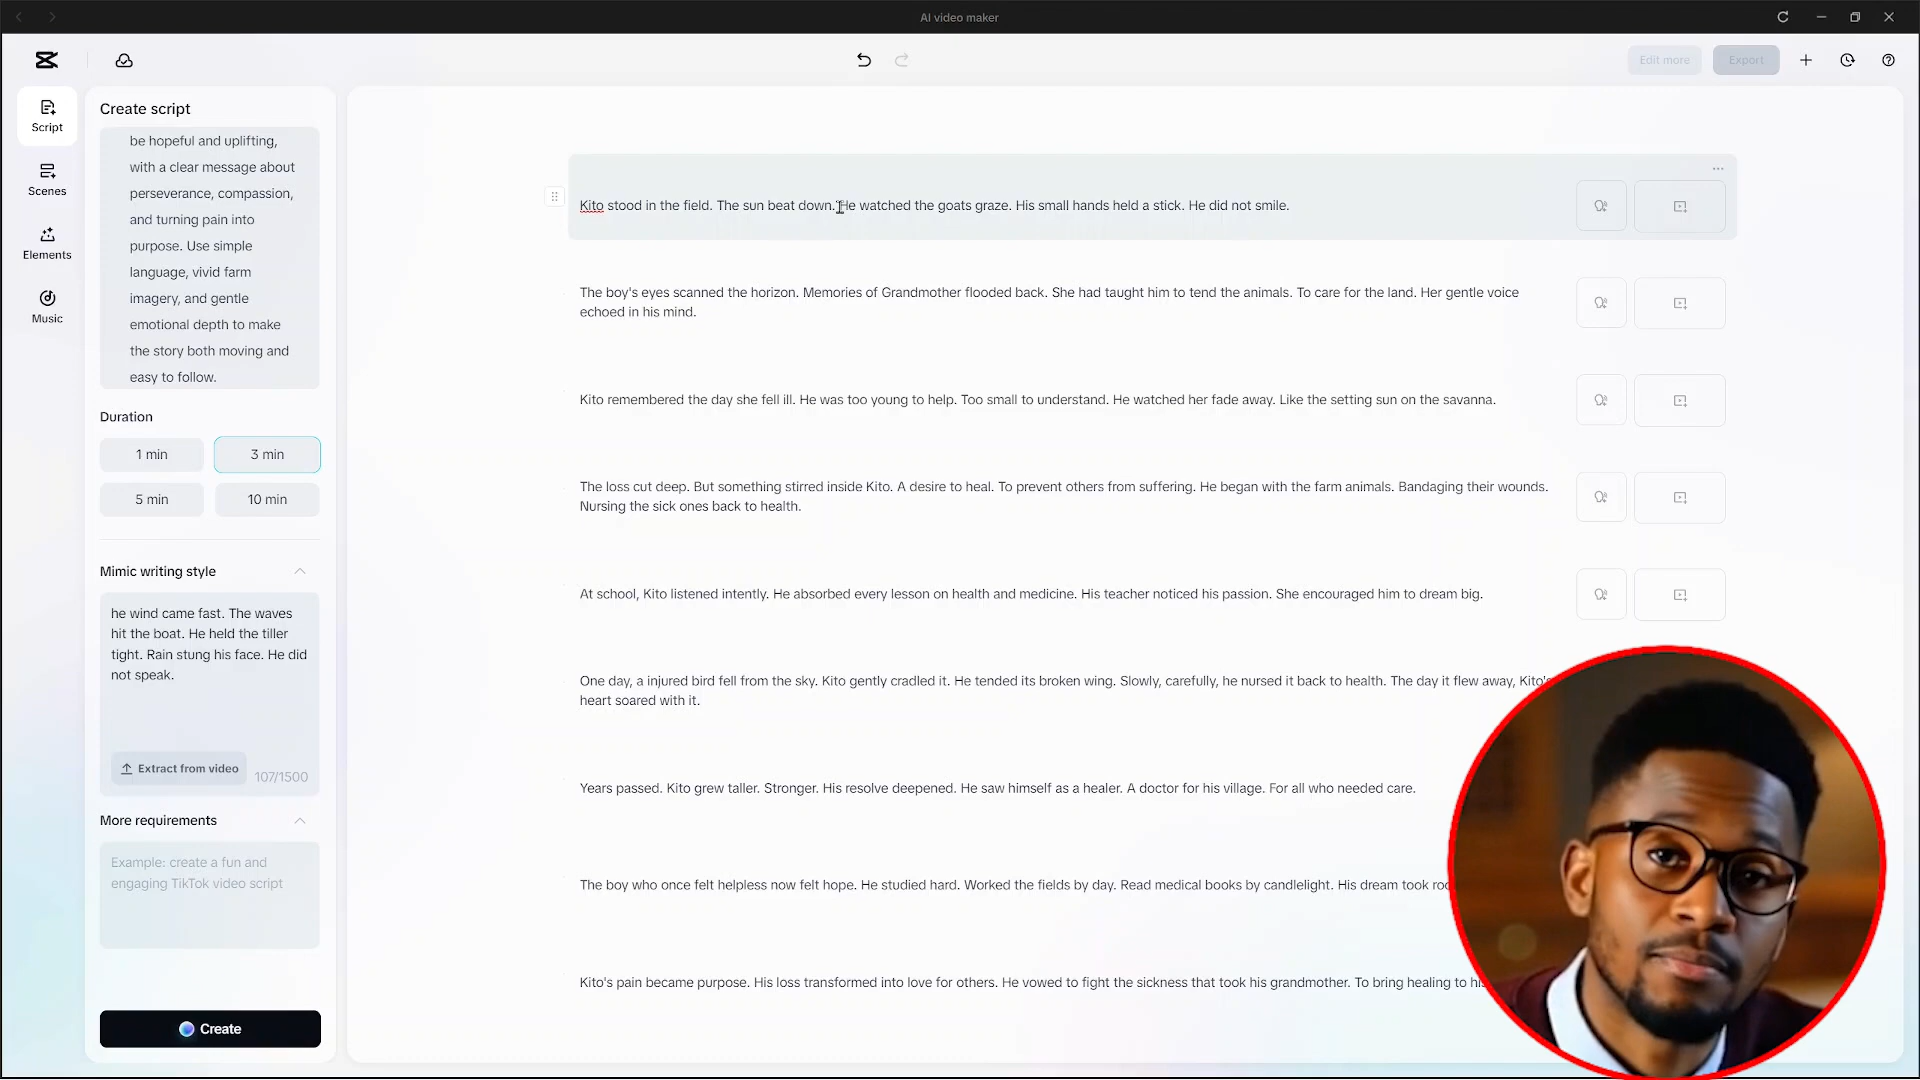 AI video maker
Edit more
Export
Script
Scenes
Elements
Music
Create script
be hopeful and uplifting,
with a clear message about
perseverance, compassion,
and turning pain into
purpose. Use simple
language, vivid farm
imagery, and gentle
emotional depth to make
the story both moving and
easy to follow.
Duration
1 min
3 min
5 min
10 min
Mimic writing style
he wind came fast. The waves
hit the boat. He held the tiller
tight. Rain stung his face. He did
not speak.
Extract from video
107/1500
More requirements
Example: create a fun and
engaging TikTok video script
Create
Kito stood in the field. The sun beat down. He watched the goats graze. His small hands held a stick. He did not smile.
The boy's eyes scanned the horizon. Memories of Grandmother flooded back. She had taught him to tend the animals. To care for the land. Her gentle voice
echoed in his mind.
Kito remembered the day she fell ill. He was too young to help. Too small to understand. He watched her fade away. Like the setting sun on the savanna.
The loss cut deep. But something stirred inside Kito. A desire to heal. To prevent others from suffering. He began with the farm animals. Bandaging their wounds.
Nursing the sick ones back to health.
At school, Kito listened intently. He absorbed every lesson on health and medicine. His teacher noticed his passion. She encouraged him to dream big.
One day, a injured bird fell from the sky. Kito gently cradled it. He tended its broken wing. Slowly, carefully, he nursed it back to health. The day it flew away, Kito's
heart soared with it.
Years passed. Kito grew taller. Stronger. His resolve deepened. He saw himself as a healer. A doctor for his village. For all who needed care.
The boy who once felt helpless now felt hope. He studied hard. Worked the fields by day. Read medical books by candlelight. His dream took
Kito's pain became purpose. His loss transformed into love for others. He vowed to fight the sickness that took his grandmother. To bring healing to